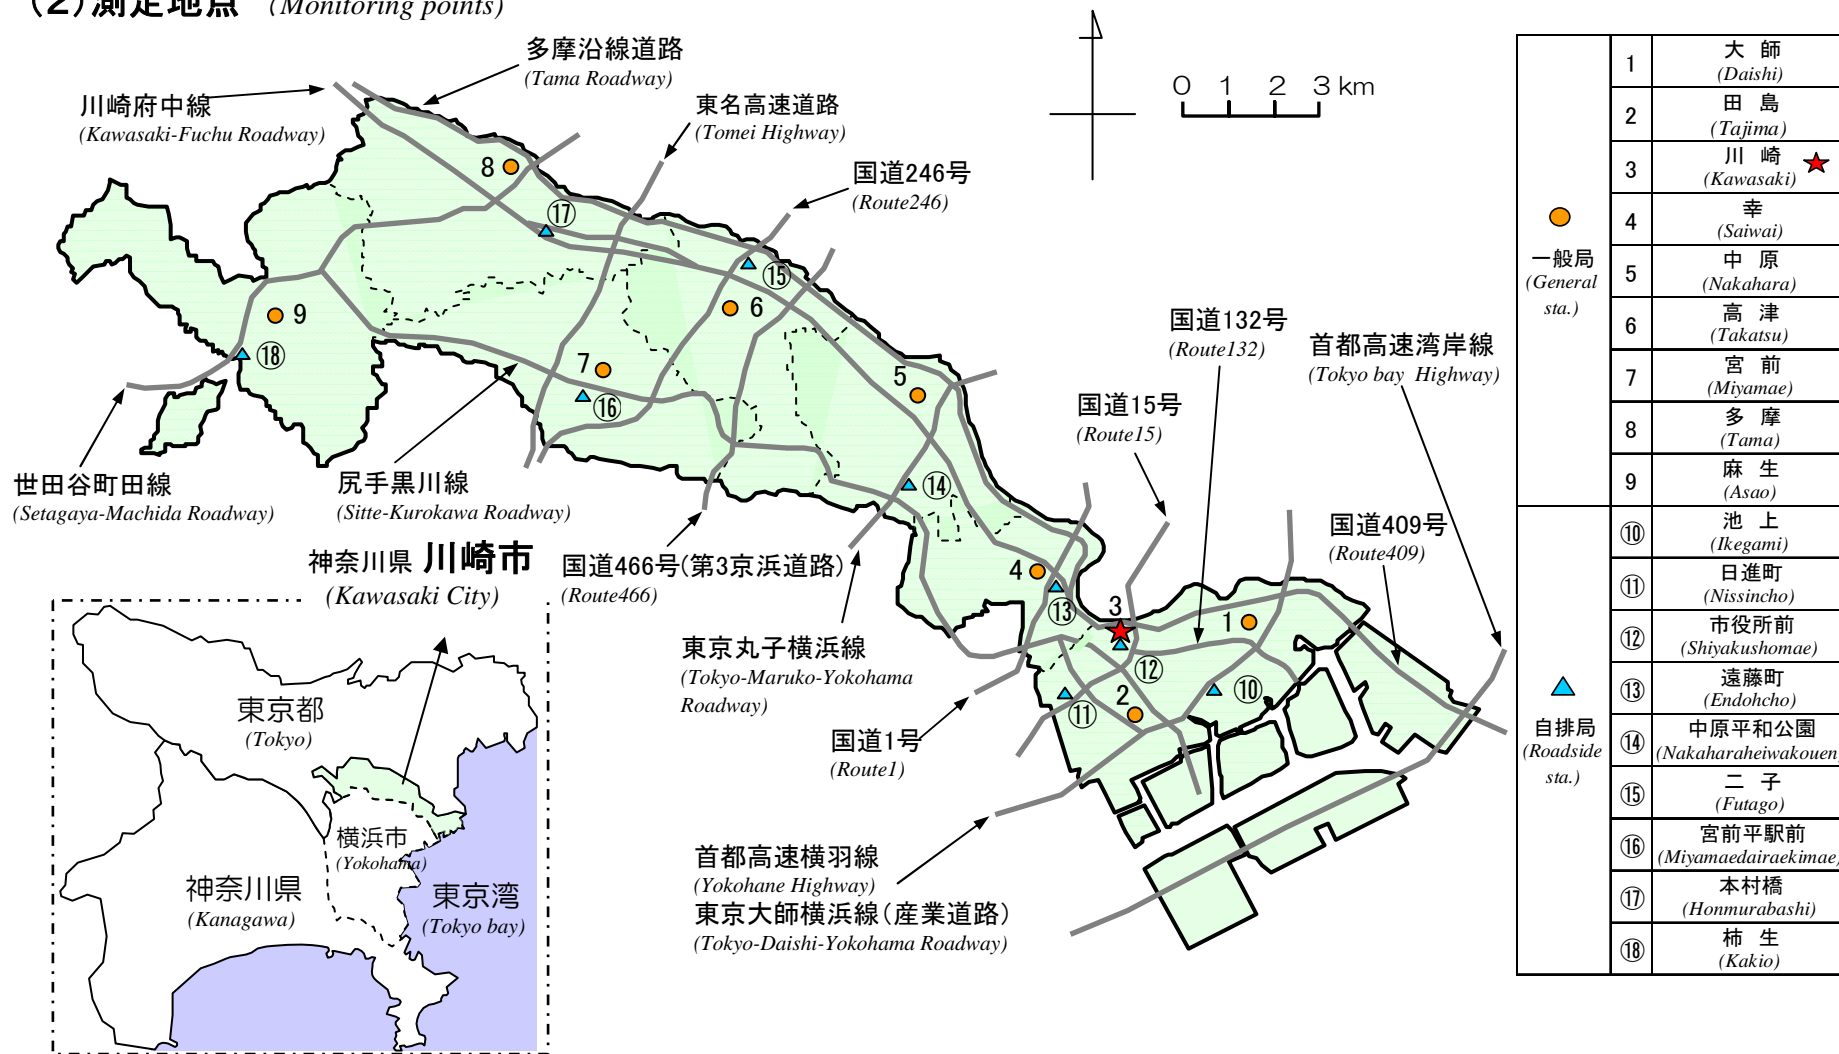 (2)測定地点 (Monitoring points)
多摩沿線道路
(Tama Roadway)
川崎府中線
(Kawasaki-Fuchu Roadway)
東名高速道路
(Tomei Highway)
国道246号
(Route246)
0 1 2 3 km
8
⑰
⑮
6
9
⑱
7
⑯
5
⑭
4
⑬
3
⑫
1
⑩
2
⑪
国道132号
(Route132)
首都高速湾岸線
(Tokyo bay Highway)
国道15号
(Route15)
国道409号
(Route409)
世田谷町田線
(Setagaya-Machida Roadway)
尻手黒川線
(Sitte-Kurokawa Roadway)
国道466号(第3京浜道路)
(Route466)
東京丸子横浜線
(Tokyo-Maruko-Yokohama
Roadway)
国道1号
(Route1)
首都高速横羽線
(Yokohane Highway)
東京大師横浜線(産業道路)
(Tokyo-Daishi-Yokohama Roadway)
神奈川県 川崎市
(Kawasaki City)
東京都
(Tokyo)
横浜市
(Yokohama)
神奈川県
(Kanagawa)
東京湾
(Tokyo bay)
一般局
(General
sta.)
1 大 師
(Daishi)
2 田 島
(Tajima)
3 川 崎
(Kawasaki)
4 幸
(Saiwai)
5 中 原
(Nakahara)
6 高 津
(Takatsu)
7 宮 前
(Miyamae)
8 多 摩
(Tama)
9 麻 生
(Asao)
自排局
(Roadside
sta.)
⑩ 池 上
(Ikegami)
⑪ 日進町
(Nissincho)
⑫ 市役所前
(Shiyakushomae)
⑬ 遠藤町
(Endohcho)
⑭ 中原平和公園
(Nakaharaheiwakouen)
⑮ 二 子
(Futago)
⑯ 宮前平駅前
(Miyamaedairaekimae)
⑰ 本村橋
(Honmurabashi)
⑱ 柿 生
(Kakio)